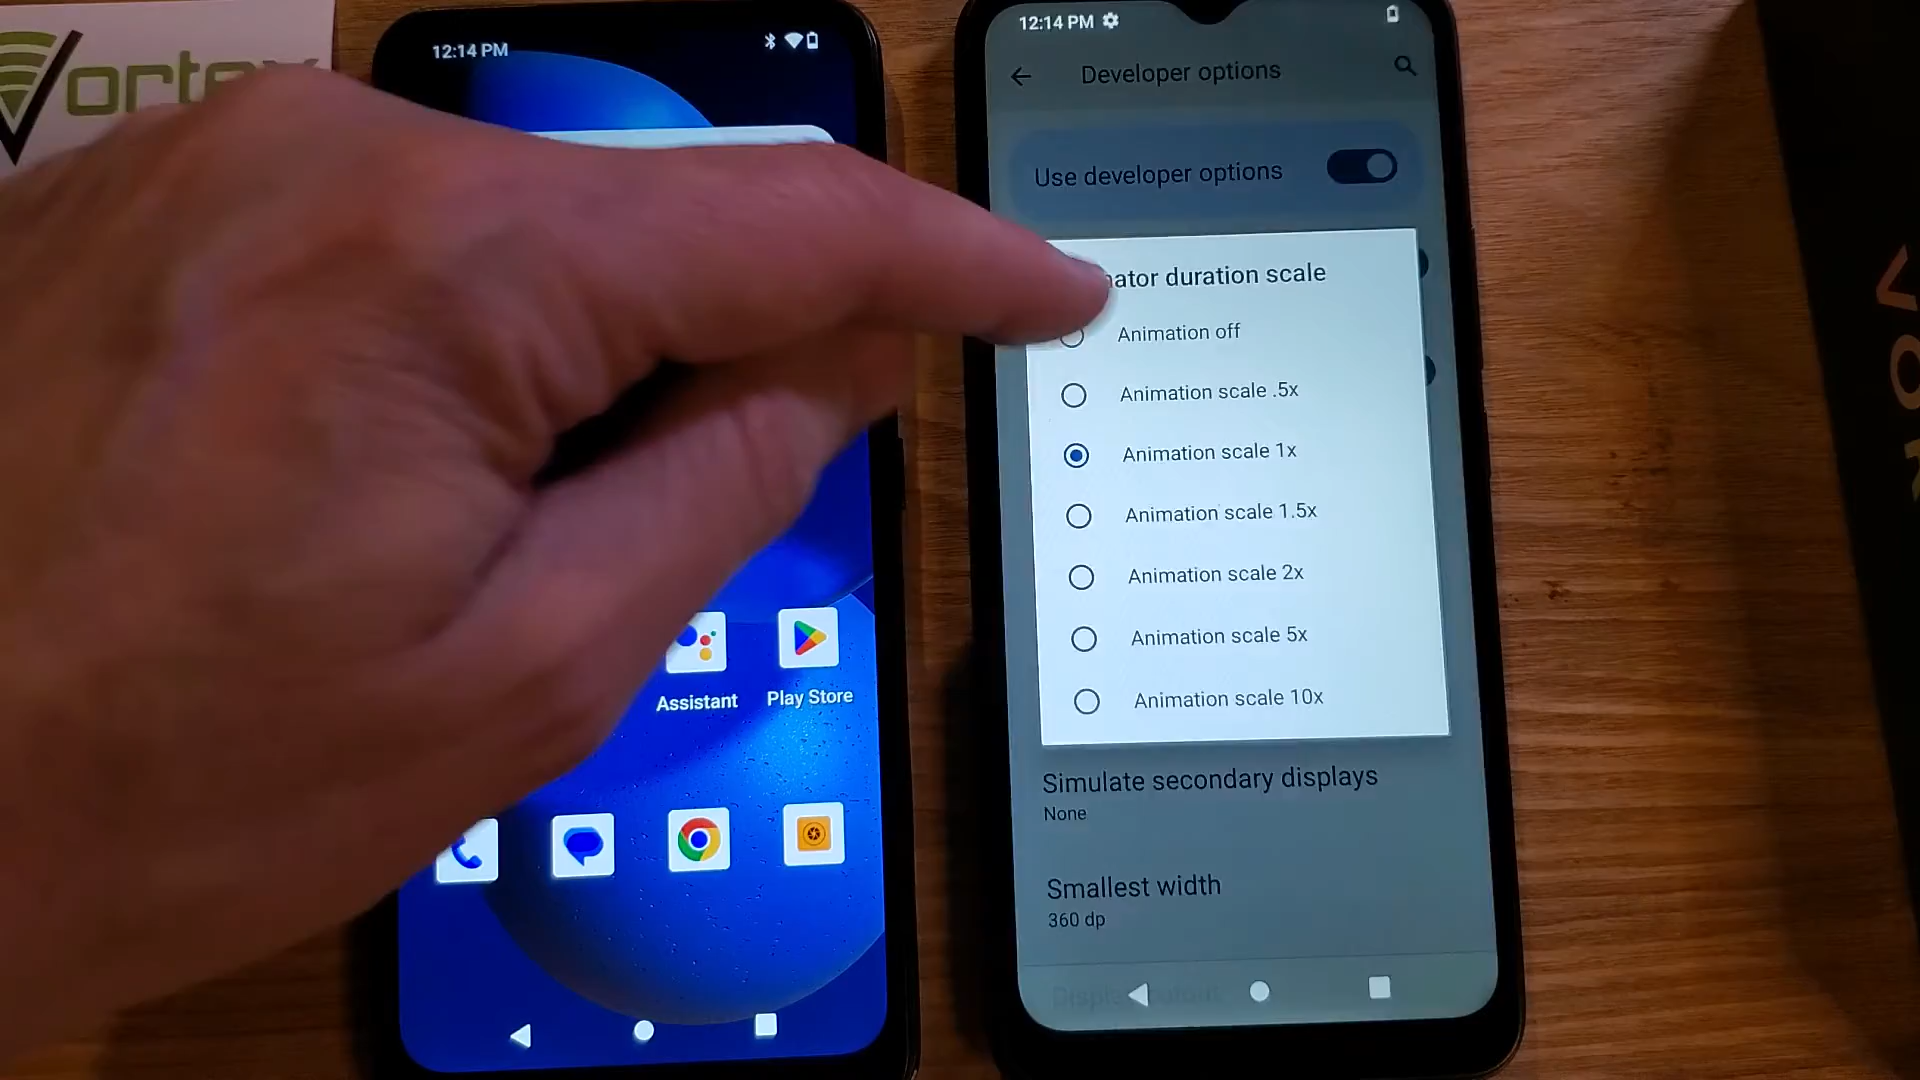 Vortex
12:14 PM
Assistant
Play Store
12:14 PM
Developer options
Use developer options
ator duration scale
Animation off
Animation scale .5x
Animation scale 1x
Animation scale 1.5x
Animation scale 2x
Animation scale 5x
Animation scale 10x
Simulate secondary displays
None
Smallest width
360 dp
VOR